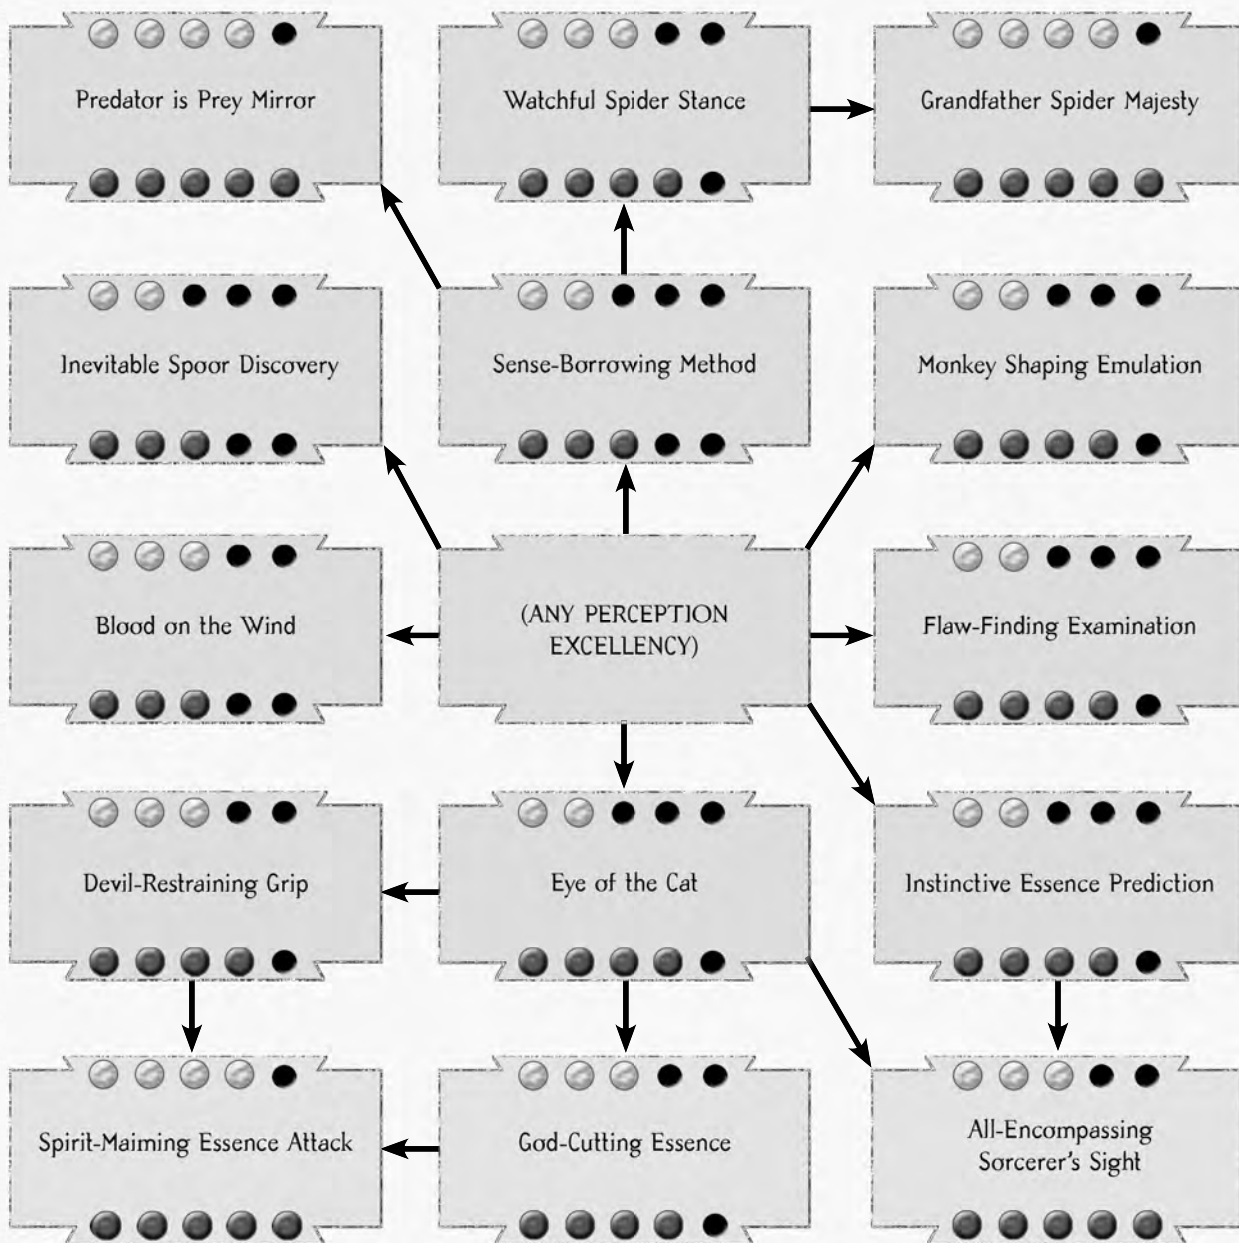 Predator is Prey Mirror
Watchful Spider Stance
Grandfather Spider Majesty
Inevitable Spoor Discovery
Sense-Borrowing Method
Monkey Shaping Emulation
Blood on the Wind
(ANY PERCEPTION
EXCELLENCY)
Flaw-Finding Examination
Devil-Restraining Grip
Eye of the Cat
Instinctive Essence Prediction
Spirit-Maiming Essence Attack
God-Cutting Essence
All-Encompassing
Sorcerer's Sight